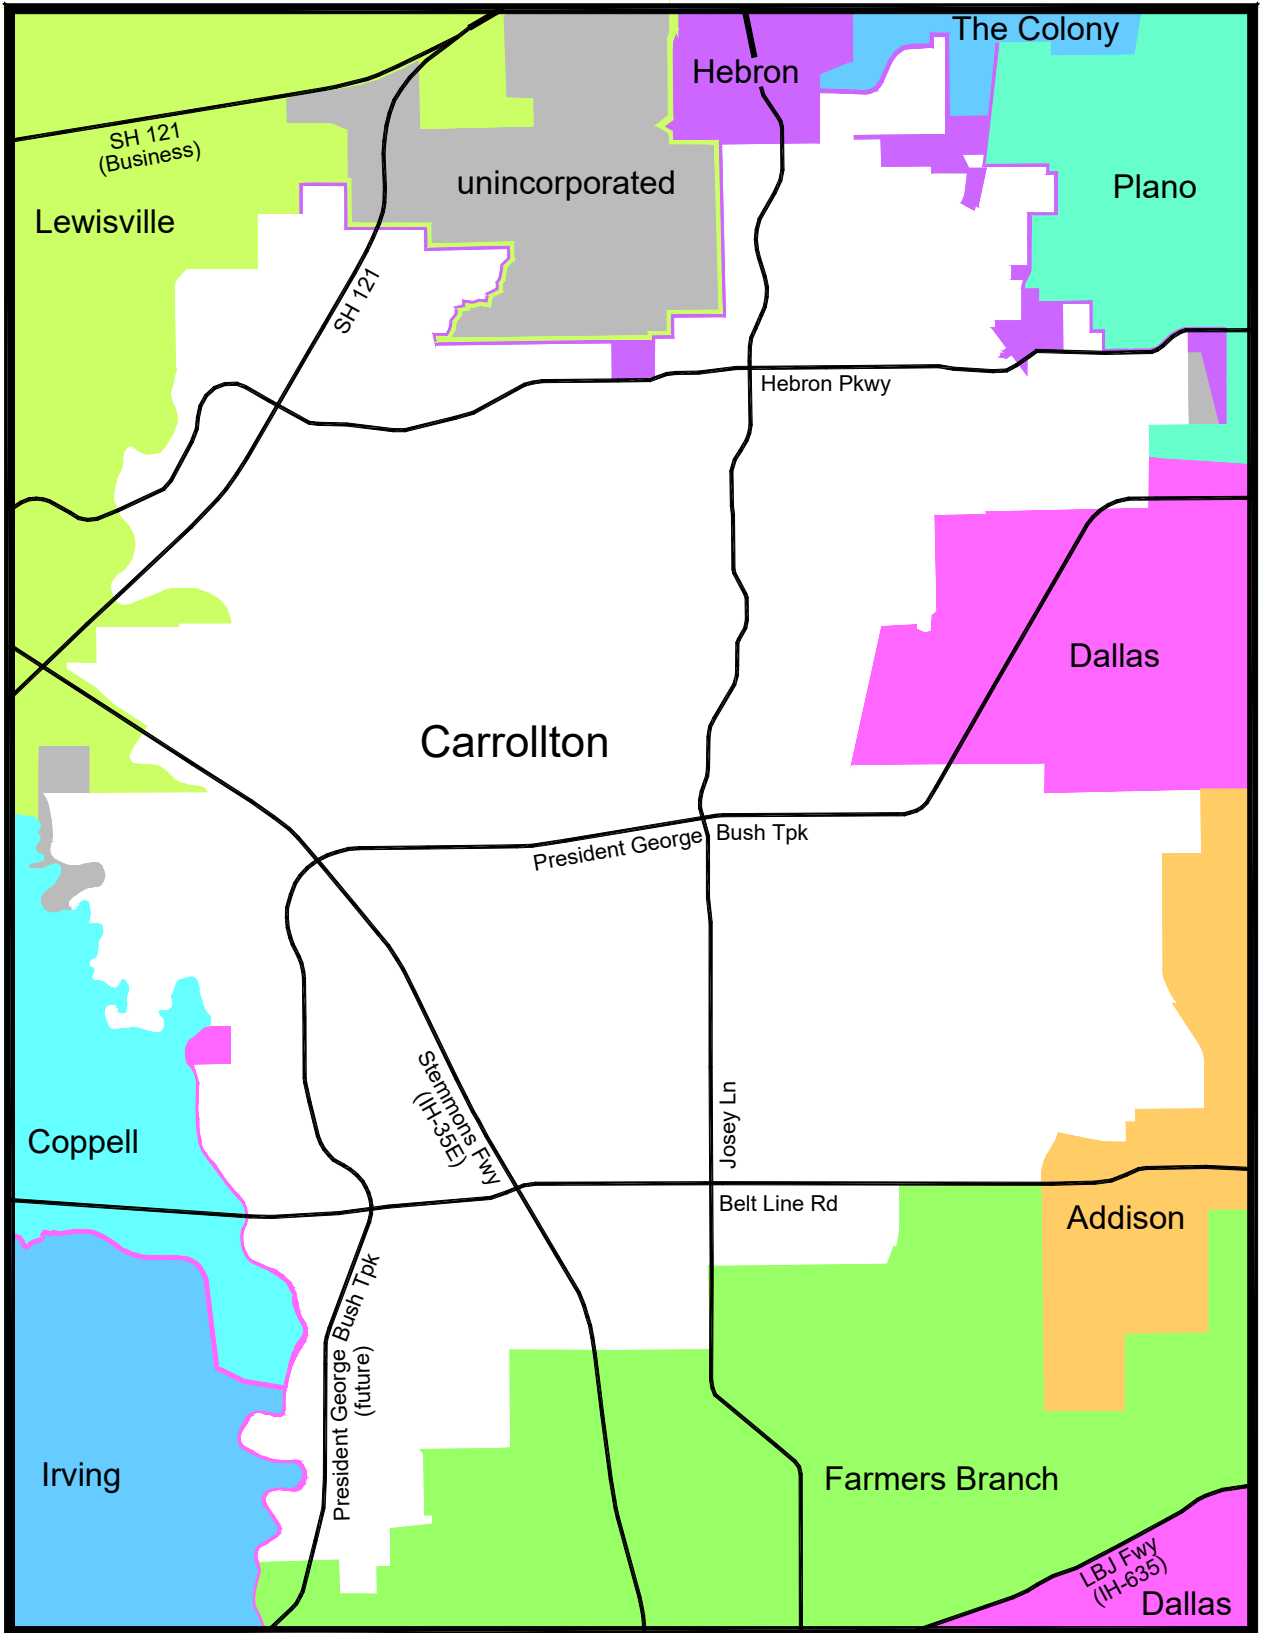 The Colony
Hebron
SH 121
(Business)
unincorporated
Plano
Lewisville
SH 121
Hebron Pkwy
Dallas
Carrollton
President George Bush Tpk
Stemmons Fwy
(IH-35E)
Josey Ln
Coppell
Belt Line Rd
Addison
President George Bush Tpk
(future)
Irving
Farmers Branch
LBJ Fwy
(IH-635)
Dallas